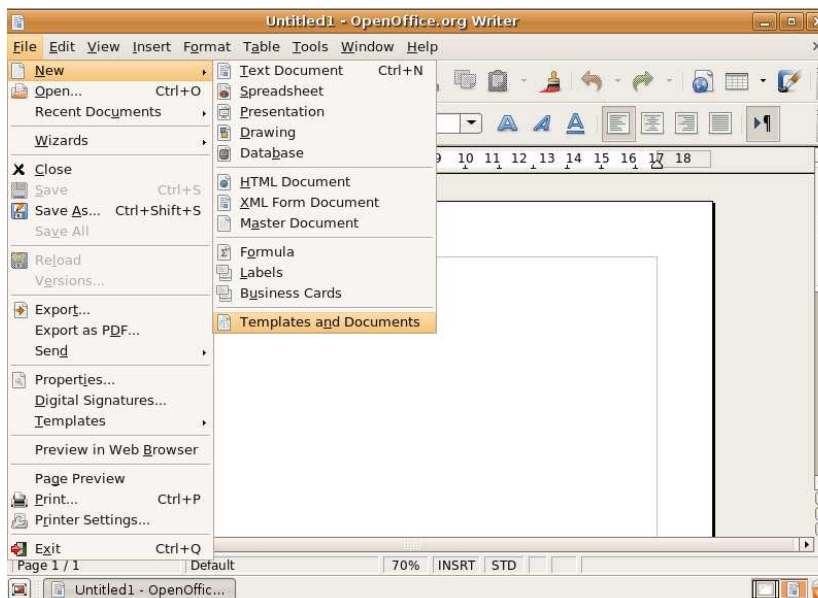 Untitled1 - OpenOffice.org Writer
File Edit View Insert Format Table Tools Window Help
New
Open... Ctrl+O
Recent Documents
Wizards
Close
Save Ctrl+S
Save As... Ctrl+Shift+S
Save All
Reload
Versions...
Export...
Export as PDF...
Send
Properties...
Digital Signatures...
Templates
Preview in Web Browser
Page Preview
Print... Ctrl+P
Printer Settings...
Exit Ctrl+Q
Text Document Ctrl+N
Spreadsheet
Presentation
Drawing
Database
HTML Document
XML Form Document
Master Document
Formula
Labels
Business Cards
Templates and Documents
10 11 12 13 14 15 16 17 18
Page 1 / 1 Default 70% INSRT STD
Untitled1 - OpenOffic...